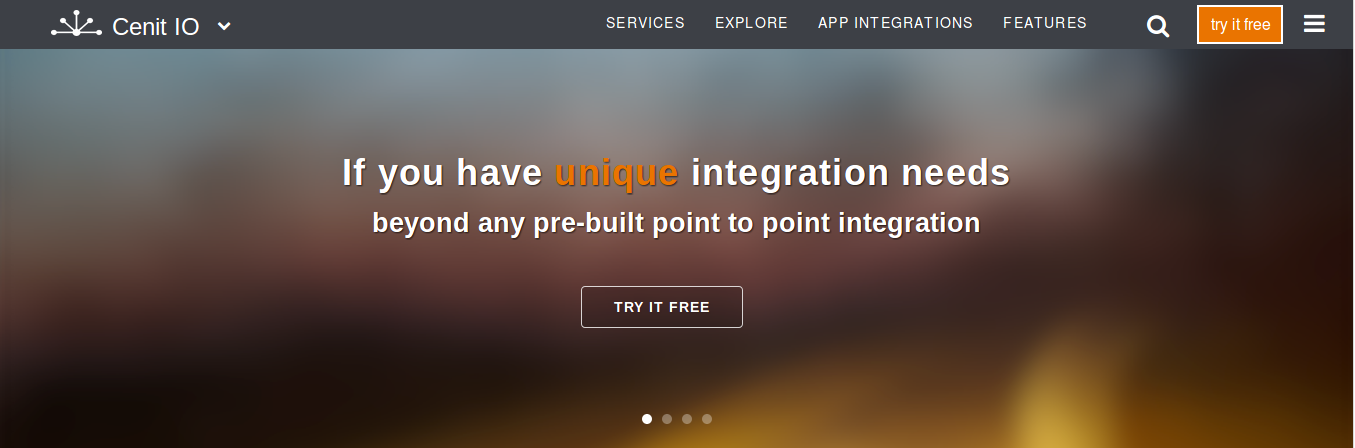 Cenit IO
SERVICES EXPLORE APP INTEGRATIONS FEATURES
try it free
If you have unique integration needs
beyond any pre-built point to point integration
TRY IT FREE